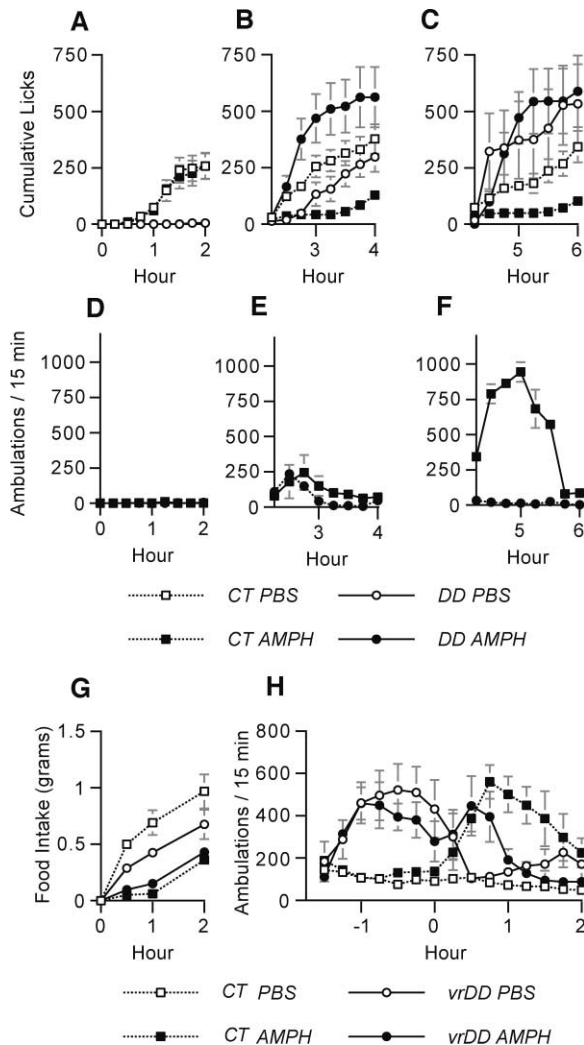 A B C
Cumulative Licks
750 750 750
500 500 500
250 250 250
0 0 0
0 1 2 3 4 5 6
Hour Hour Hour
D E F
Ambulations / 15 min
1000 1000 1000
750 750 750
500 500 500
250 250 250
0 0 0
0 1 2 3 4 5 6
Hour Hour Hour
CT PBS DD PBS
CT AMPH DD AMPH
G H
Food Intake (grams)
1.5
1
0.5
0
0 1 2
Hour
Ambulations / 15 min
800
600
400
200
0
-1 0 1 2
Hour
CT PBS vrDD PBS
CT AMPH vrDD AMPH